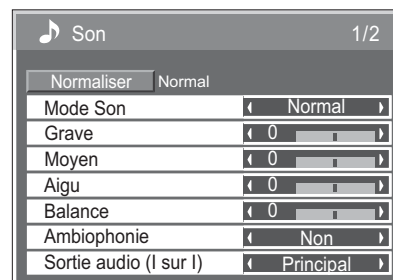 Son 1/2
Normaliser Normal
Mode Son Normal
Grave 0
Moyen 0
Aigu 0
Balance 0
Ambiophonie Non
Sortie audio (I sur I) Principal